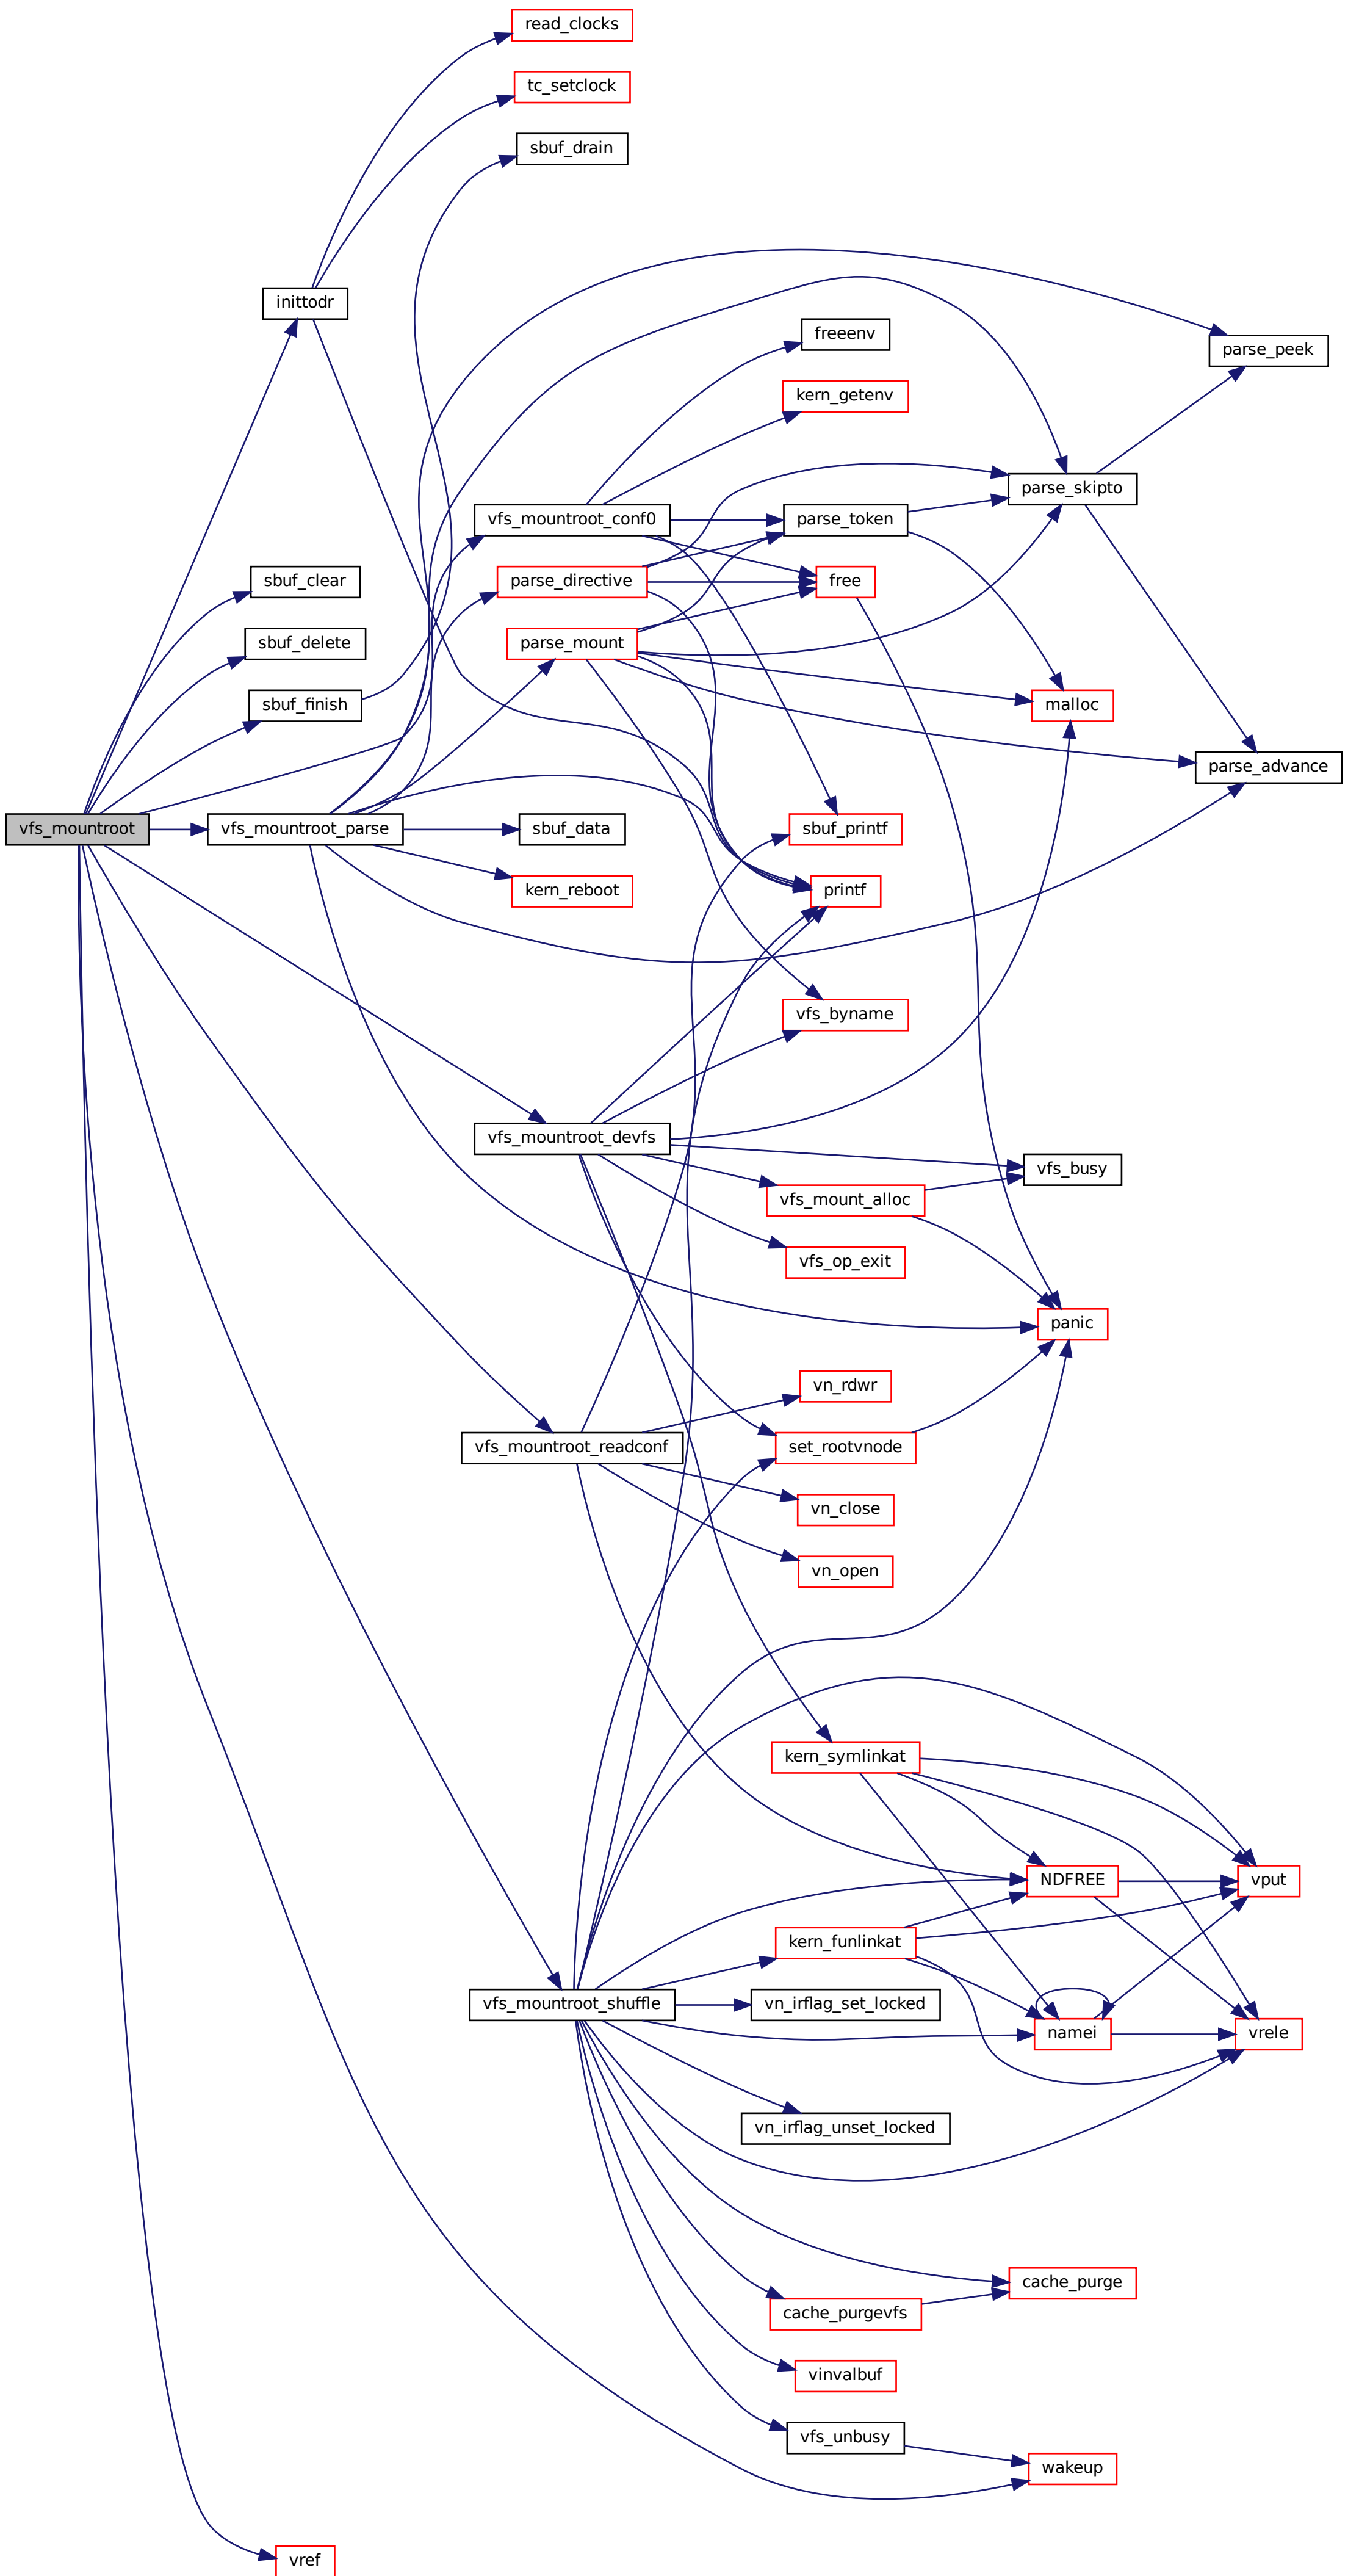 read_clocks
tc_setclock
sbuf_drain
inittodr
freeenv
parse_peek
kern_getenv
parse_skipto
vfs_mountroot_conf0
parse_token
sbuf_clear
parse_directive
free
sbuf_delete
parse_mount
sbuf_finish
malloc
parse_advance
vfs_mountroot
vfs_mountroot_parse
sbuf_data
sbuf_printf
kern_reboot
printf
vfs_byname
vfs_mountroot_devfs
vfs_busy
vfs_mount_alloc
vfs_op_exit
panic
vn_rdwr
vfs_mountroot_readconf
set_rootvnode
vn_close
vn_open
kern_symlinkat
NDFREE
vput
kern_funlinkat
vfs_mountroot_shuffle
vn_irflag_set_locked
namei
vrele
vn_irflag_unset_locked
cache_purge
cache_purgevfs
vinvalbuf
vfs_unbusy
wakeup
vref